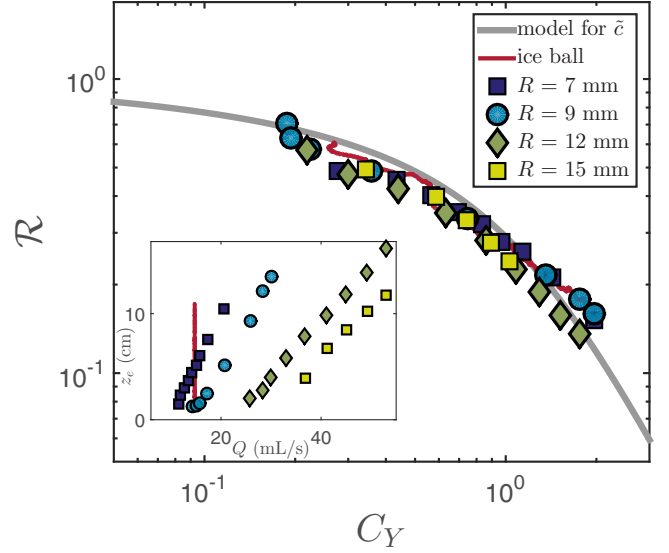 model for c̃
ice ball
R = 7 mm
R = 9 mm
R = 12 mm
R = 15 mm
10⁰
10⁻¹
ℛ
10⁻¹
10⁰
C_Y
10
0
z_e (cm)
20
40
Q (mL/s)